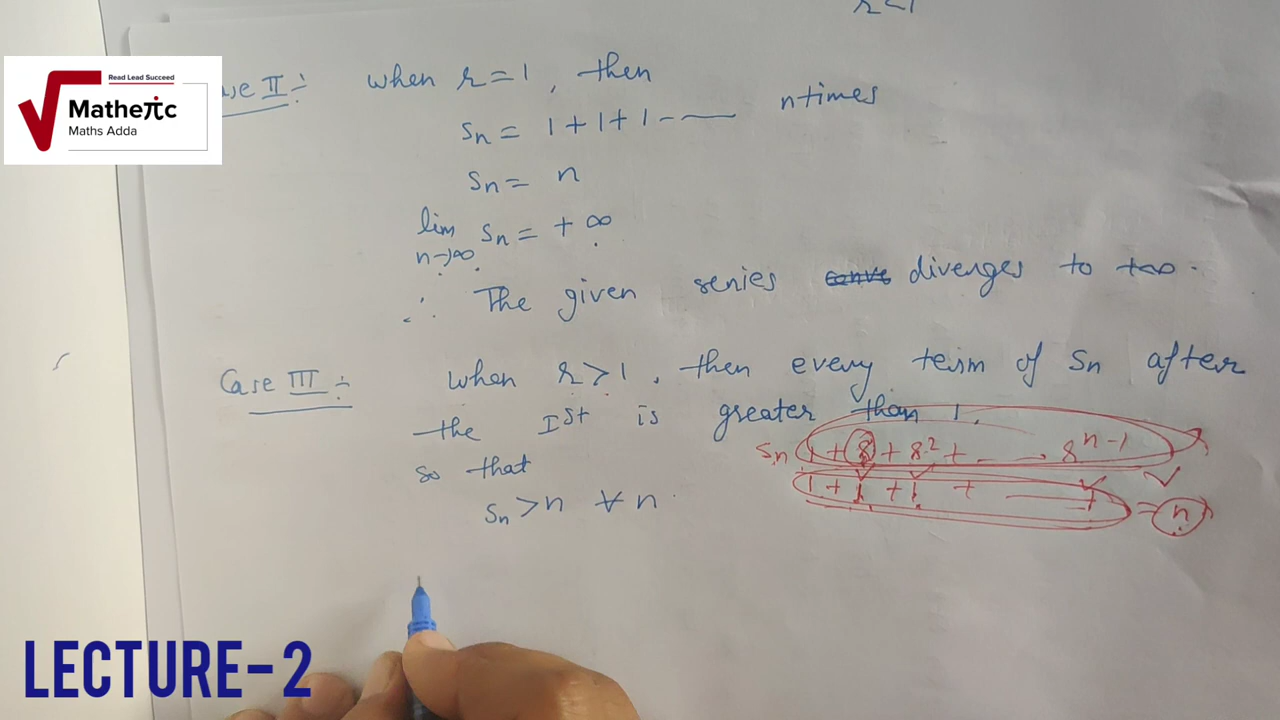 r<1
Read Lead Succeed
Matheπc
Maths Adda
Case II :- when r=1, then
Sn = 1+1+1------ n times
Sn = n
lim n→∞ Sn = + ∞
∴ The given series diverges to +∞.
Case III :- When r>1, then every term of Sn after
the Ist is greater than 1.
Sn 1 + r + r² + ------ r^n-1
so that
1 + 1 + 1 + ------ 1 = n
Sn > n ∀ n.
LECTURE-2